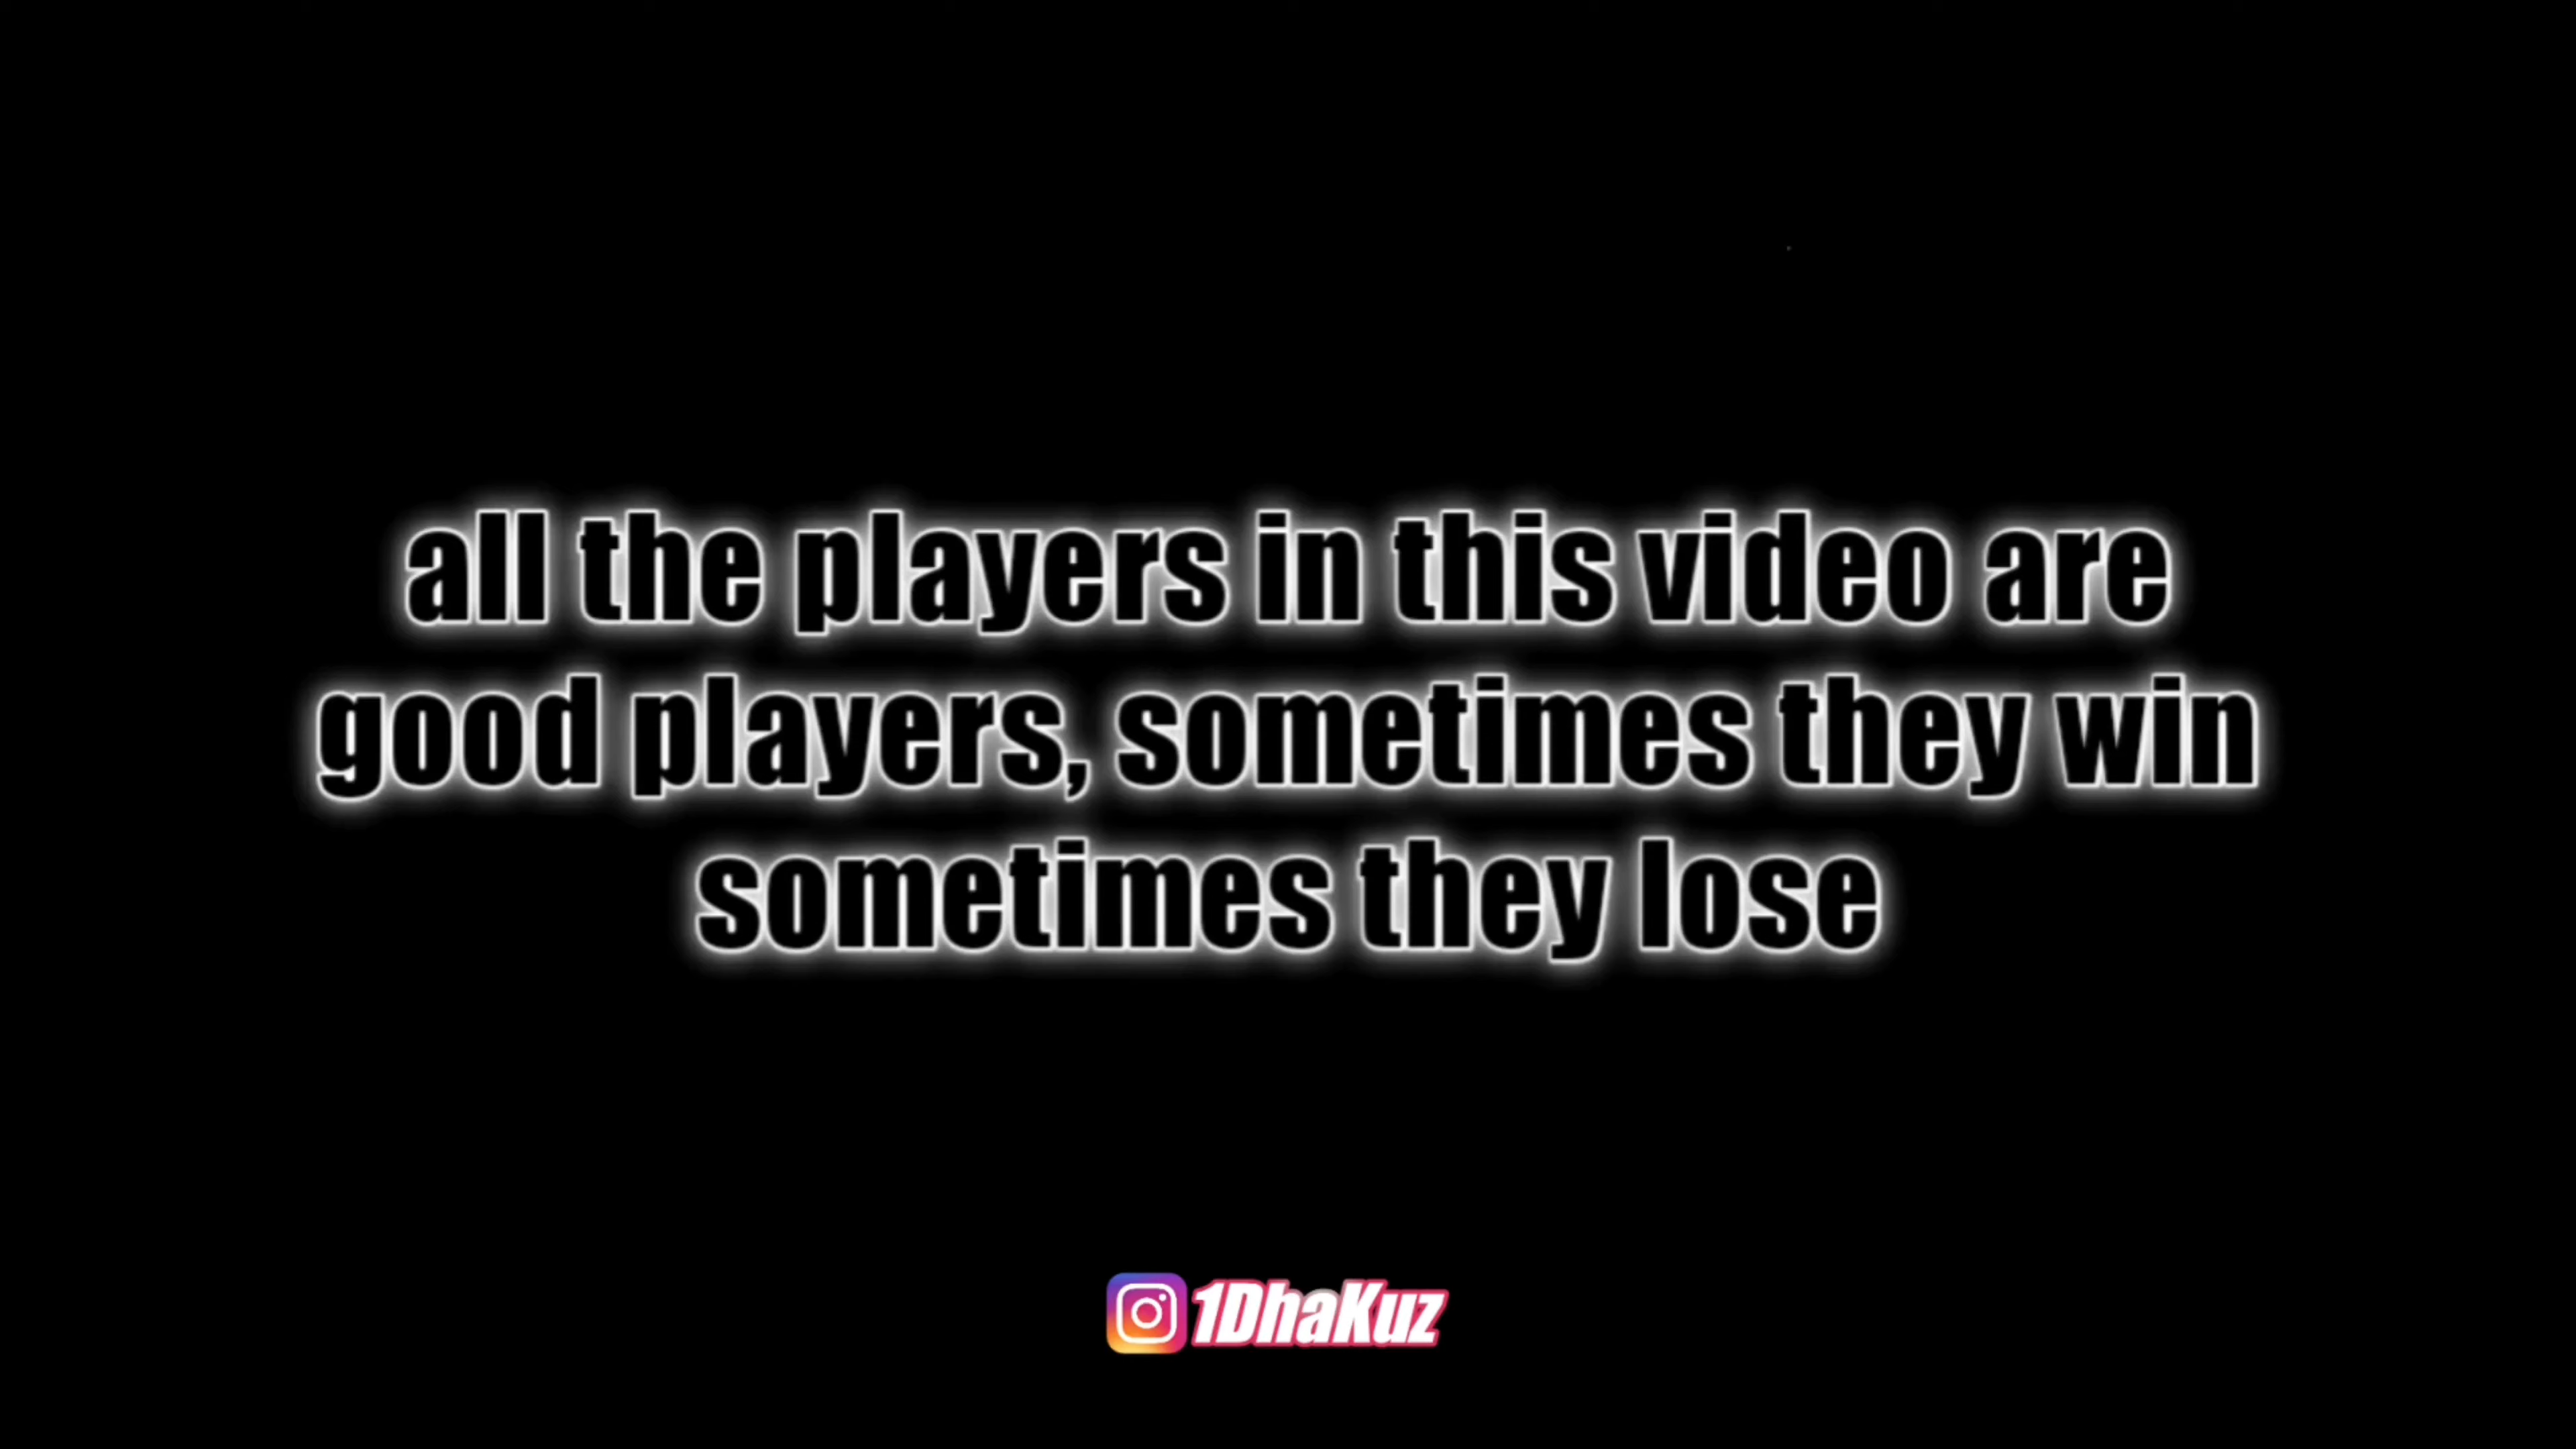 all the players in this video are
good players, sometimes they win
sometimes they lose
1DhaKuz